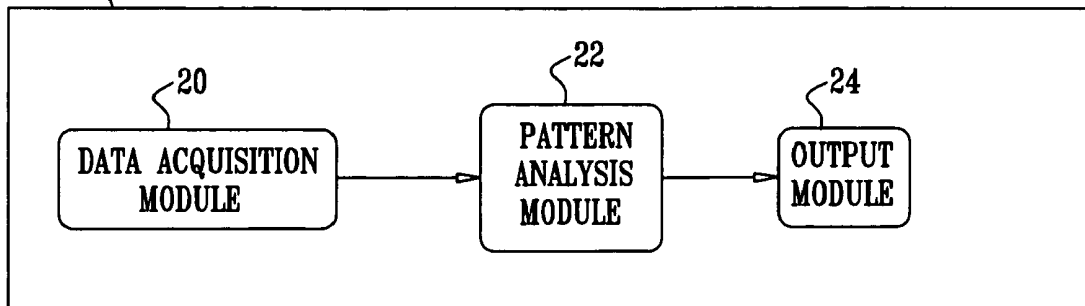 20
22
24
DATA ACQUISITION
MODULE
PATTERN
ANALYSIS
MODULE
OUTPUT
MODULE